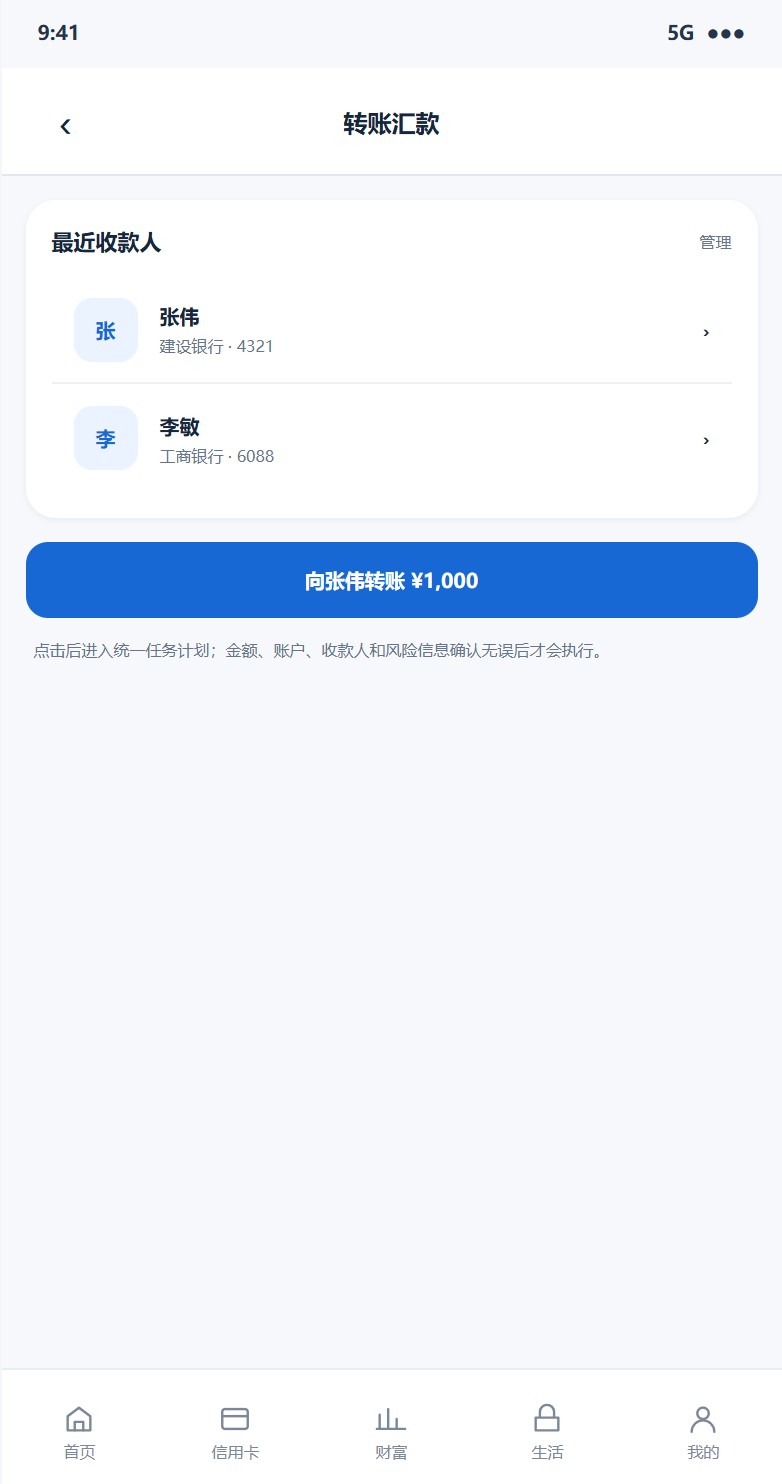 9:41
5G
转账汇款
最近收款人
管理
张
张伟
建设银行 · 4321
李
李敏
工商银行 · 6088
向张伟转账 ¥1,000
点击后进入统一任务计划；金额、账户、收款人和风险信息确认无误后才会执行。
首页
信用卡
财富
生活
我的